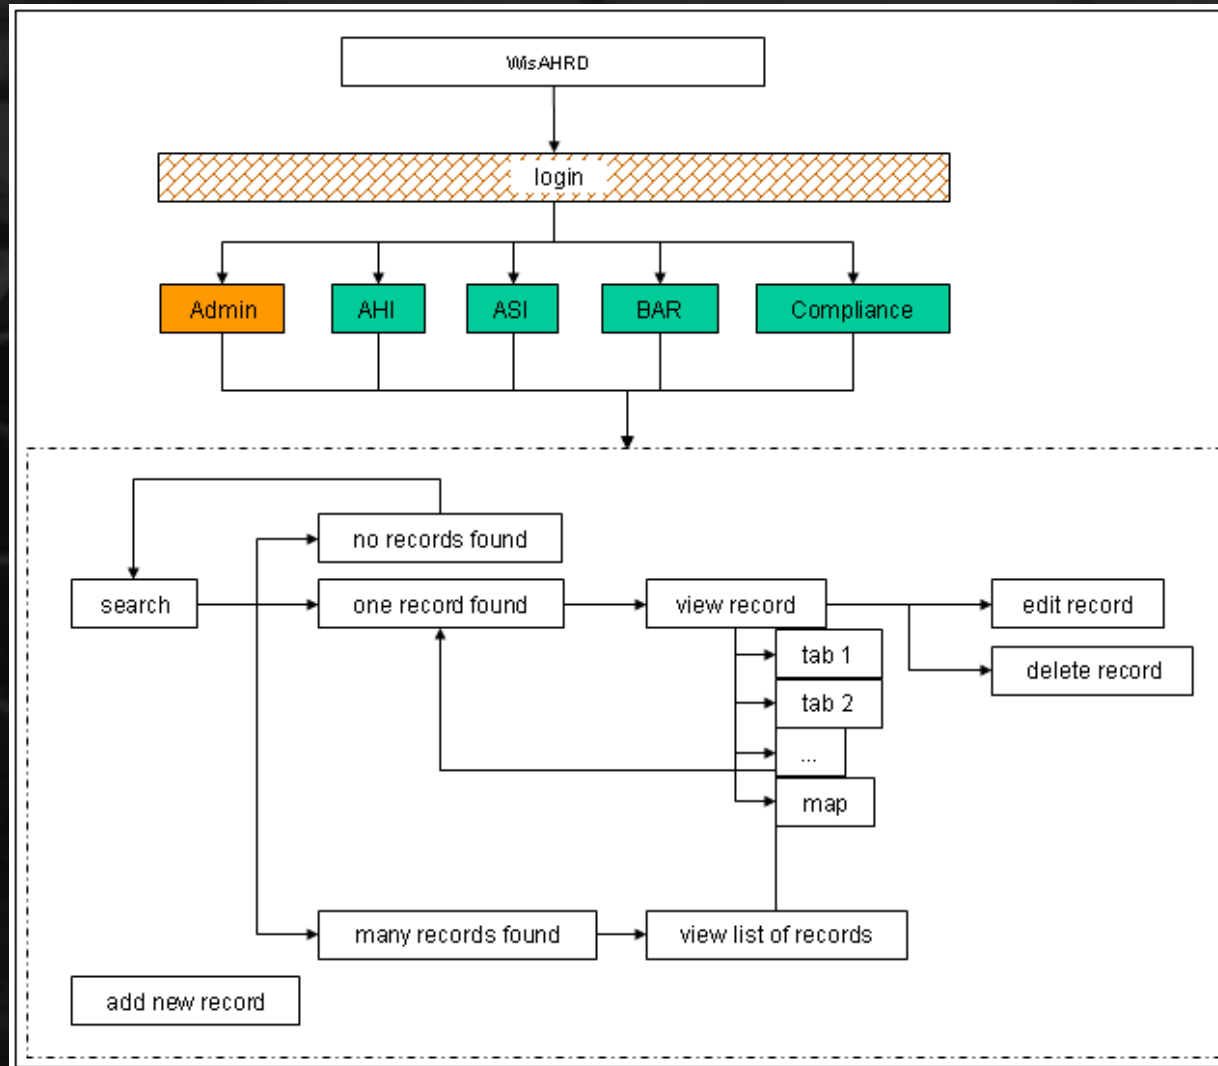 WisAHRD
login
Admin
AHI
ASI
BAR
Compliance
no records found
search
one record found
view record
edit record
tab 1
delete record
tab 2
...
map
many records found
view list of records
add new record